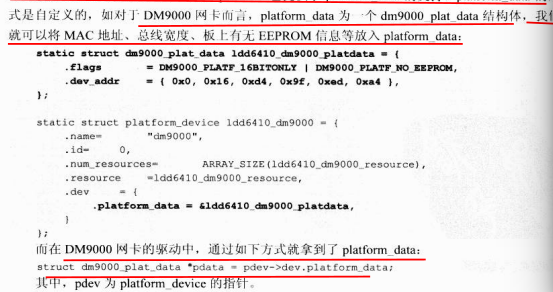 式是自定义的，如对于 DM9000 网卡而言，platform_data 为一个 dm9000_plat_data 结构体，我们
就可以将 MAC 地址、总线宽度、板上有无 EEPROM 信息等放入 platform_data：
static struct dm9000_plat_data ldd6410_dm9000_platdata = {
.flags = DM9000_PLATF_16BITONLY | DM9000_PLATF_NO_EEPROM,
.dev_addr = { 0x0, 0x16, 0xd4, 0x9f, 0xed, 0xa4 },
};
static struct platform_device ldd6410_dm9000 = {
.name= "dm9000",
.id= 0,
.num_resources= ARRAY_SIZE(ldd6410_dm9000_resource),
.resource =ldd6410_dm9000_resource,
.dev = {
.platform_data = &ldd6410_dm9000_platdata,
}
};
而在 DM9000 网卡的驱动中，通过如下方式就拿到了 platform_data：
struct dm9000_plat_data *pdata = pdev->dev.platform_data;
其中，pdev 为 platform_device 的指针。